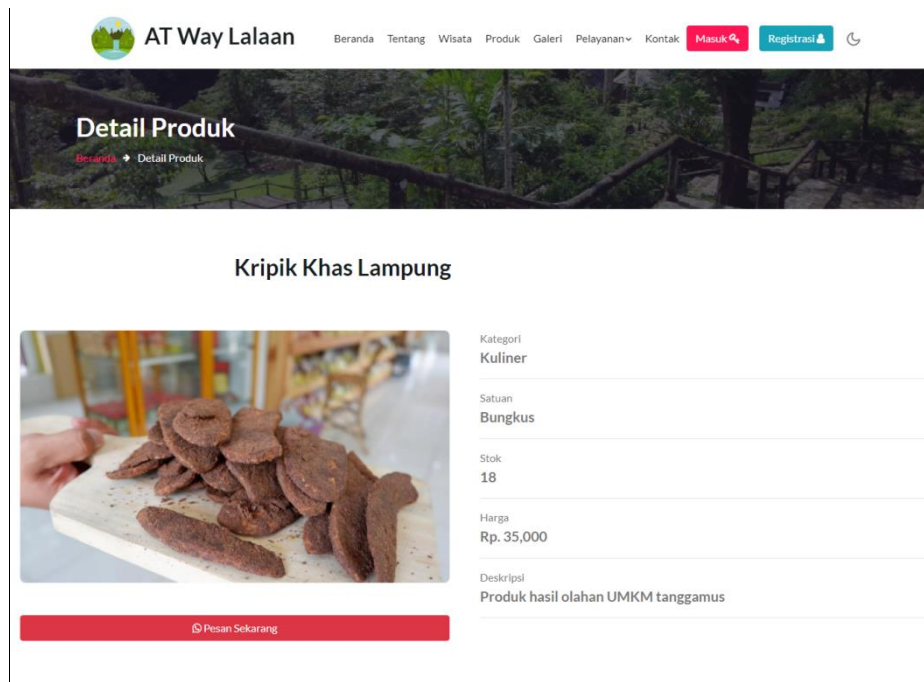 AT Way Lalaan
Beranda Tentang Wisata Produk Galeri Pelayanan Kontak Masuk Registrasi
Detail Produk
Beranda → Detail Produk
Kripik Khas Lampung
Kategori
Kuliner
Satuan
Bungkus
Stok
18
Harga
Rp. 35,000
Deskripsi
Produk hasil olahan UMKM tanggamus
Pesan Sekarang